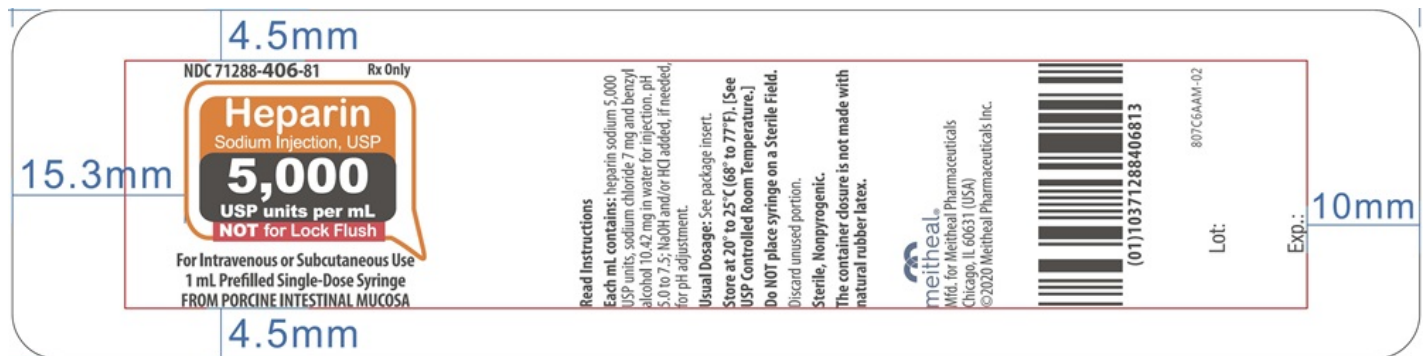 4.5mm
NDC 71288-406-81 Rx Only
Heparin
Sodium Injection, USP
5,000
USP units per mL
NOT for Lock Flush
For Intravenous or Subcutaneous Use
1 mL Prefilled Single-Dose Syringe
FROM PORCINE INTESTINAL MUCOSA
15.3mm
4.5mm
Read Instructions
Each mL contains: heparin sodium 5,000
USP units, sodium chloride 7 mg and benzyl
alcohol 10.42 mg in water for injection. pH
5.0 to 7.5; NaOH and/or HCl added, if needed,
for pH adjustment.
Usual Dosage: See package insert.
Store at 20° to 25°C (68° to 77°F). [See
USP Controlled Room Temperature.]
Do NOT place syringe on a Sterile Field.
Discard unused portion.
Sterile, Nonpyrogenic.
The container closure is not made with
natural rubber latex.
meitheal®
Mfd. for Meitheal Pharmaceuticals
Chicago, IL 60631 (USA)
©2020 Meitheal Pharmaceuticals Inc.
(01)10371288406813
807C6AAM-02
Lot:
Exp.:
10mm